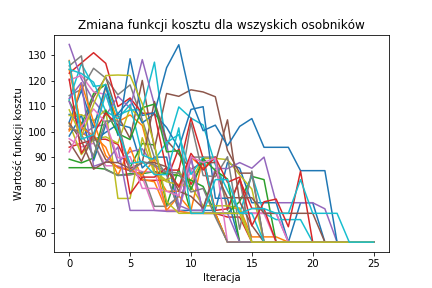 Zmiana funkcji kosztu dla wszyskich osobników
Wartość funkcji kosztu
130
120
110
100
90
80
70
60
0 5 10 15 20 25
Iteracja